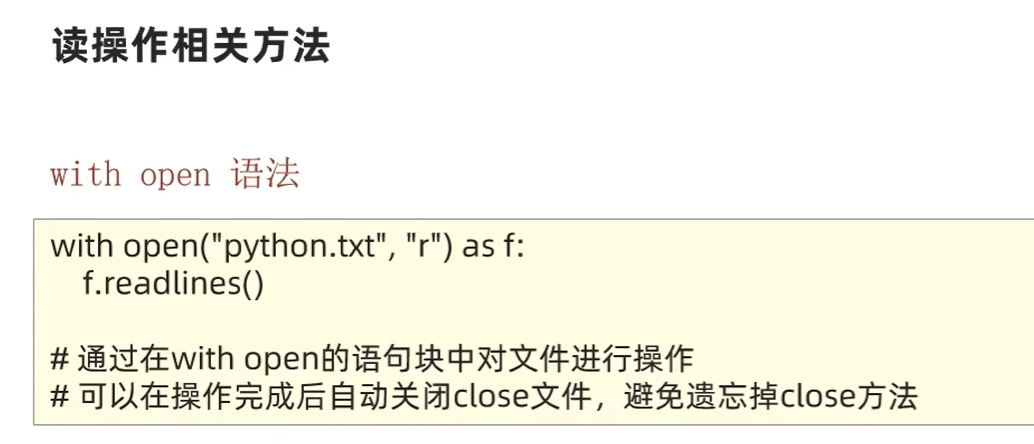 读操作相关方法
with open 语法
with open("python.txt", "r") as f:
    f.readlines()
# 通过在with open的语句块中对文件进行操作
# 可以在操作完成后自动关闭close文件，避免遗忘掉close方法